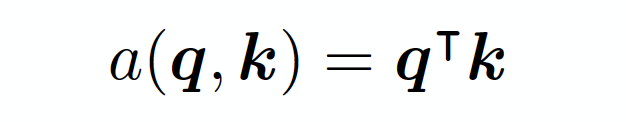 a(q, k) = q⊤k